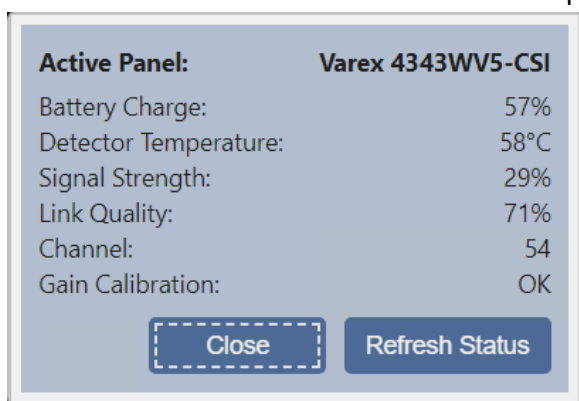 Active Panel: Varex 4343WV5-CSI
Battery Charge: 57%
Detector Temperature: 58°C
Signal Strength: 29%
Link Quality: 71%
Channel: 54
Gain Calibration: OK
Close Refresh Status